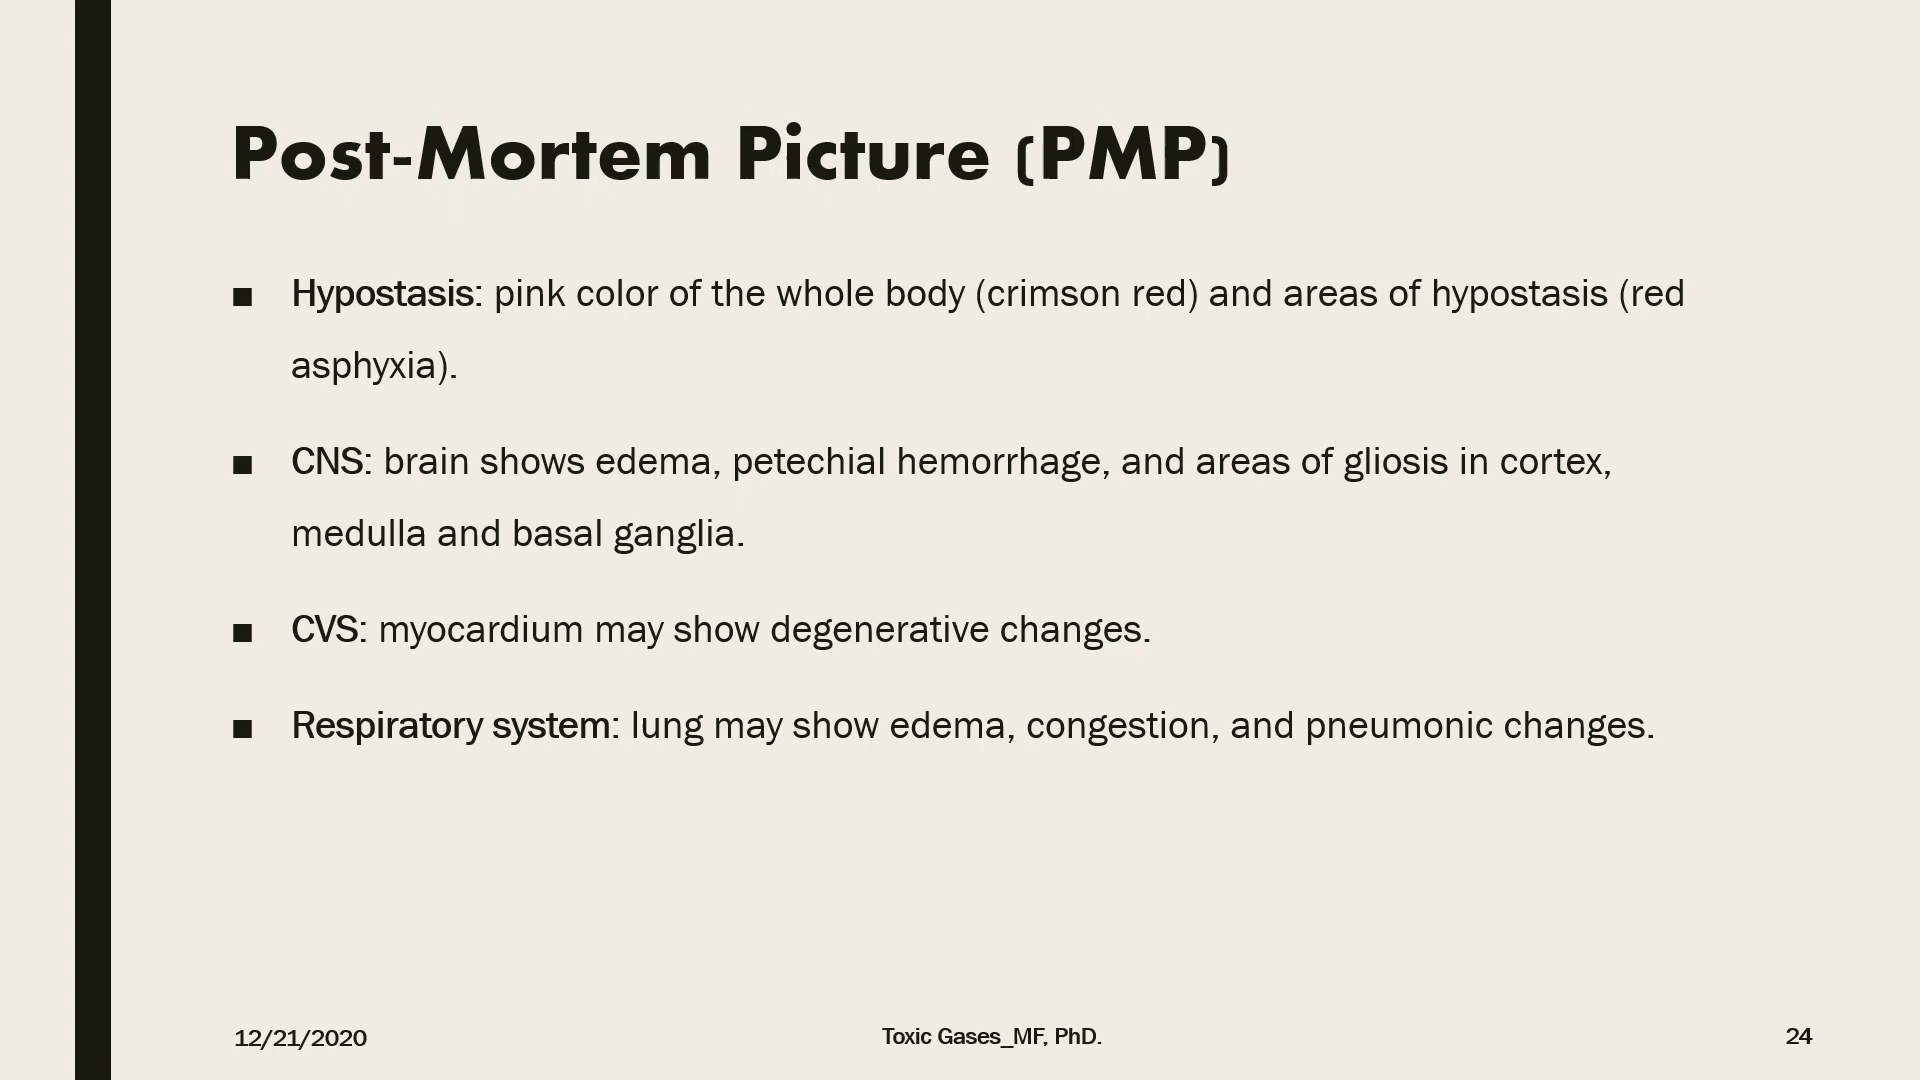 Post-Mortem Picture (PMP)
■ Hypostasis: pink color of the whole body (crimson red) and areas of hypostasis (red
asphyxia).
■ CNS: brain shows edema, petechial hemorrhage, and areas of gliosis in cortex,
medulla and basal ganglia.
■ CVS: myocardium may show degenerative changes.
■ Respiratory system: lung may show edema, congestion, and pneumonic changes.
12/21/2020
Toxic Gases_MF, PhD.
24